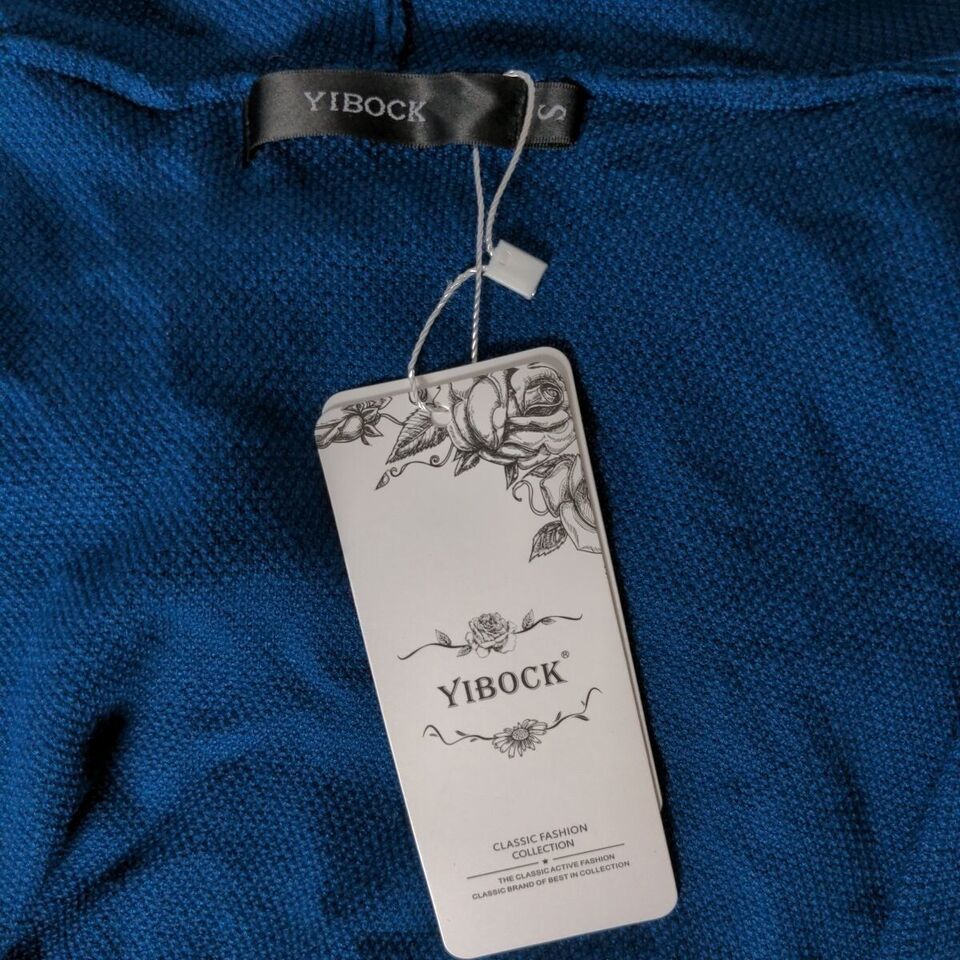 YIBOCK
S
YIBOCK®
CLASSIC FASHION
COLLECTION
THE CLASSIC ACTIVE FASHION
CLASSIC BRAND OF BEST IN COLLECTION